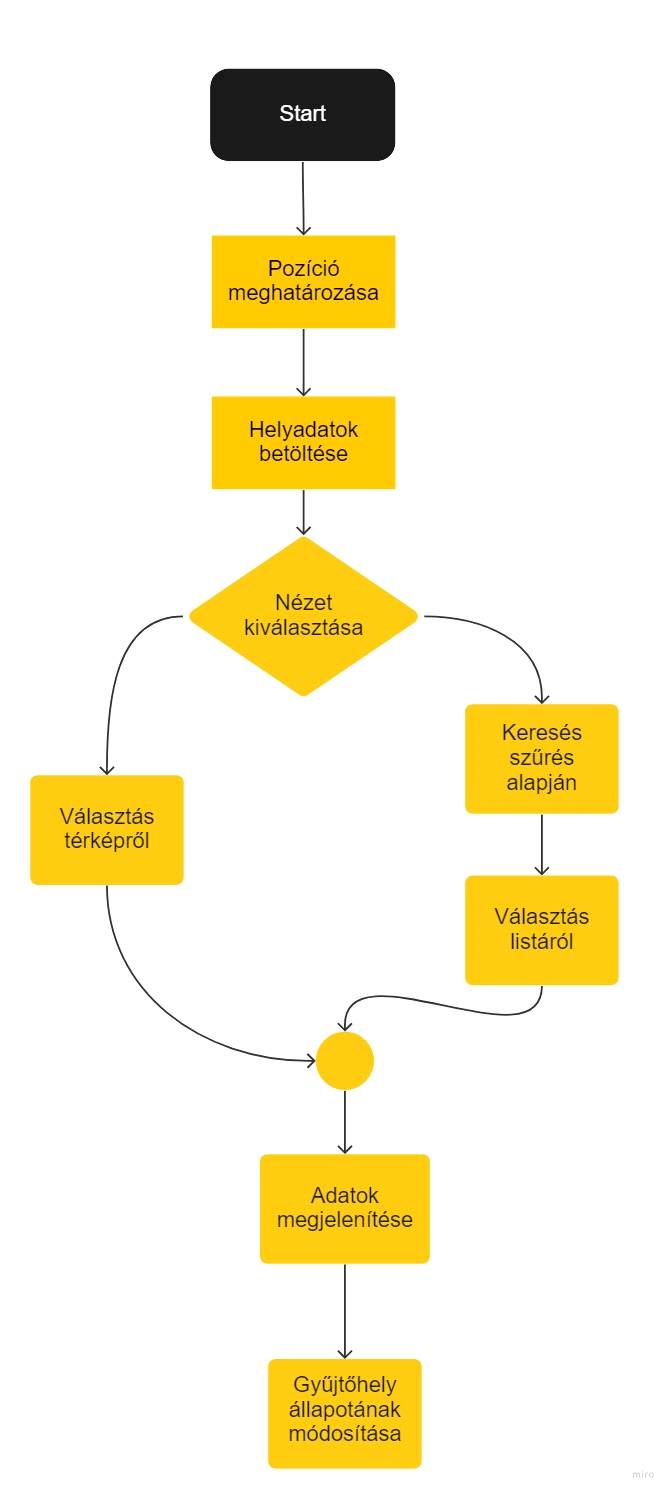 Start
Pozíció
meghatározása
Helyadatok
betöltése
Nézet
kiválasztása
Keresés
szűrés
alapján
Választás
térképről
Választás
listáról
Adatok
megjelenítése
Gyűjtőhely
állapotának
módosítása
miro